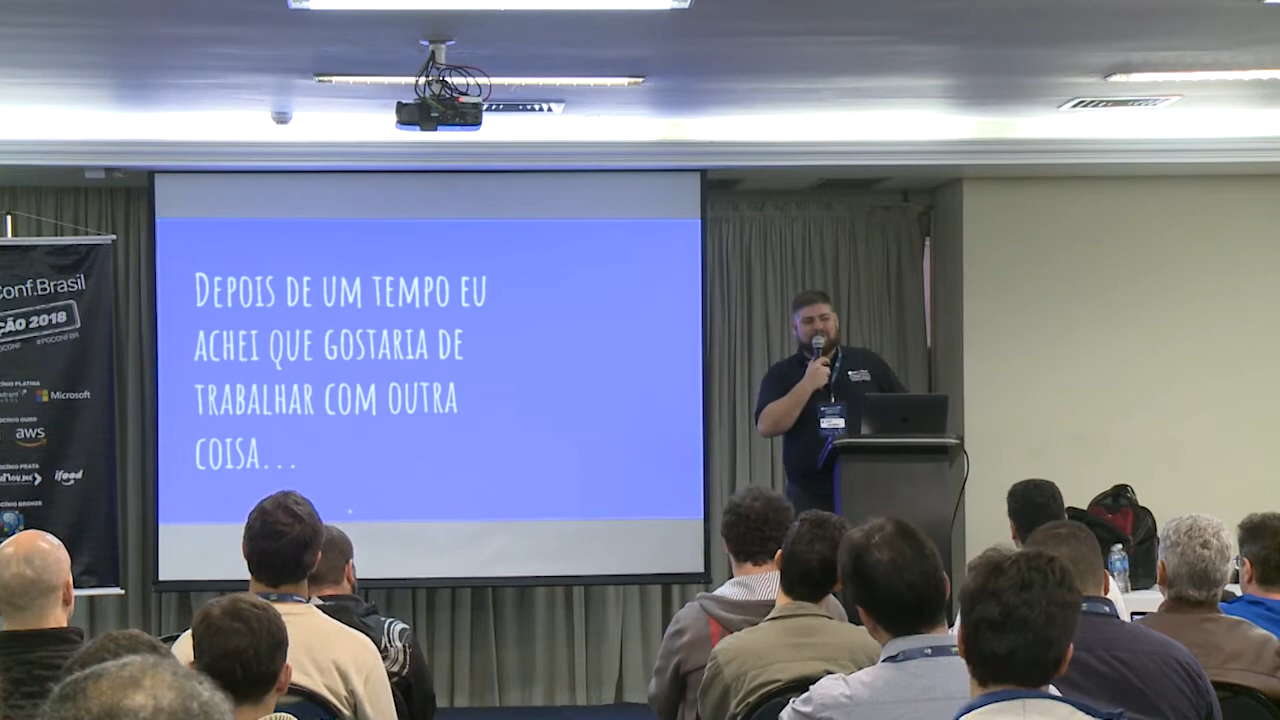 Conf.Brasil
ÇÃO 2018
#PGCONFBR
DEPOIS DE UM TEMPO EU
ACHEI QUE GOSTARIA DE
TRABALHAR COM OUTRA
COISA...
Microsoft
aws
ifood